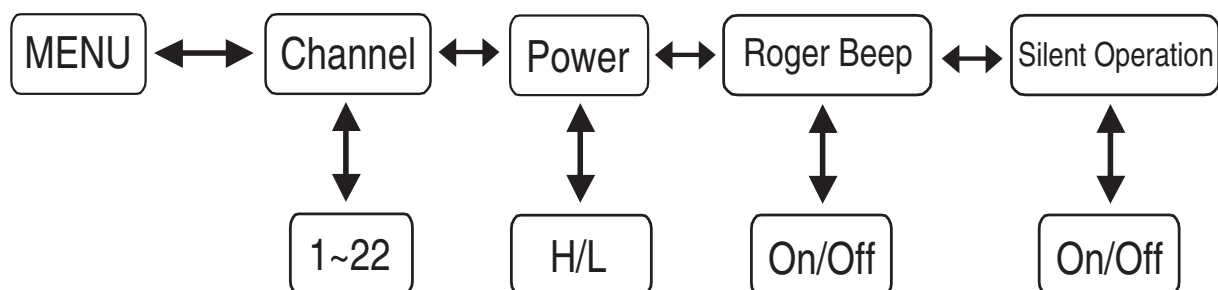 MENU
Channel
Power
Roger Beep
Silent Operation
1~22
H/L
On/Off
On/Off